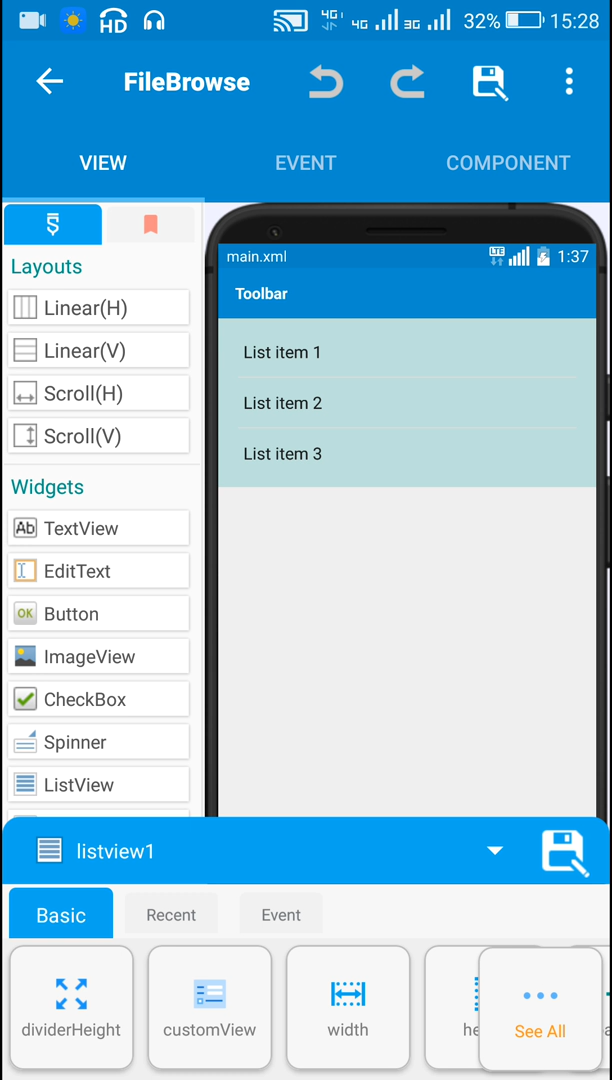 HD 4G 4G 3G 32% 15:28
FileBrowse
VIEW EVENT COMPONENT
Layouts
Linear(H)
Linear(V)
Scroll(H)
Scroll(V)
Widgets
Ab TextView
EditText
OK Button
ImageView
CheckBox
Spinner
ListView
main.xml LTE 1:37
Toolbar
List item 1
List item 2
List item 3
listview1
Basic Recent Event
dividerHeight customView width he See All